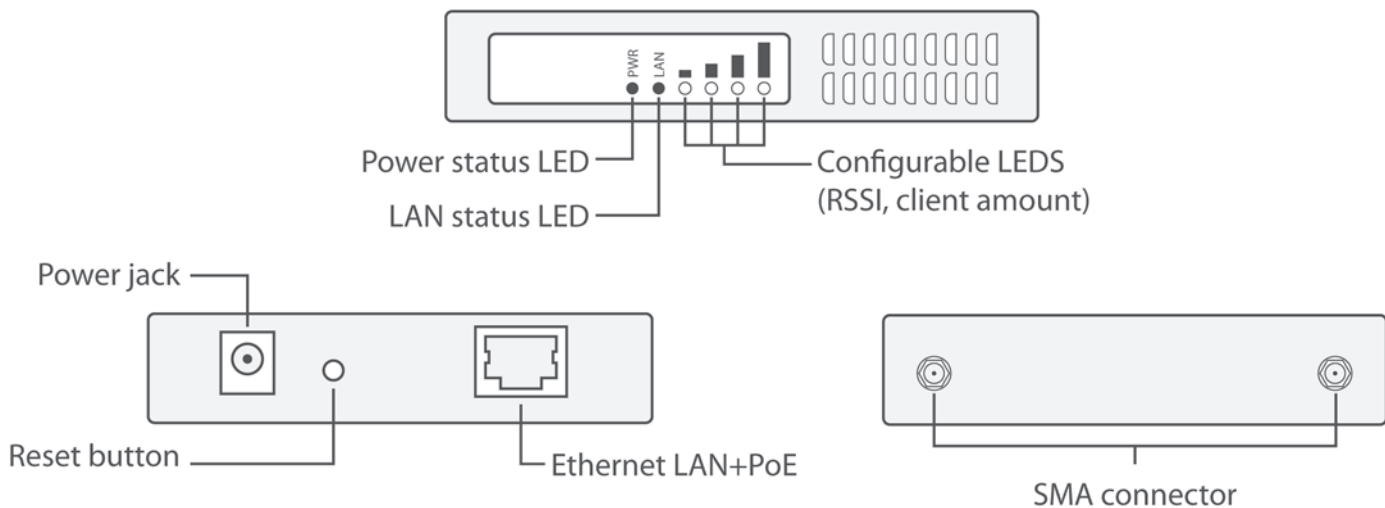 PWR
LAN
Power status LED
LAN status LED
Configurable LEDS
(RSSI, client amount)
Power jack
Reset button
Ethernet LAN+PoE
SMA connector